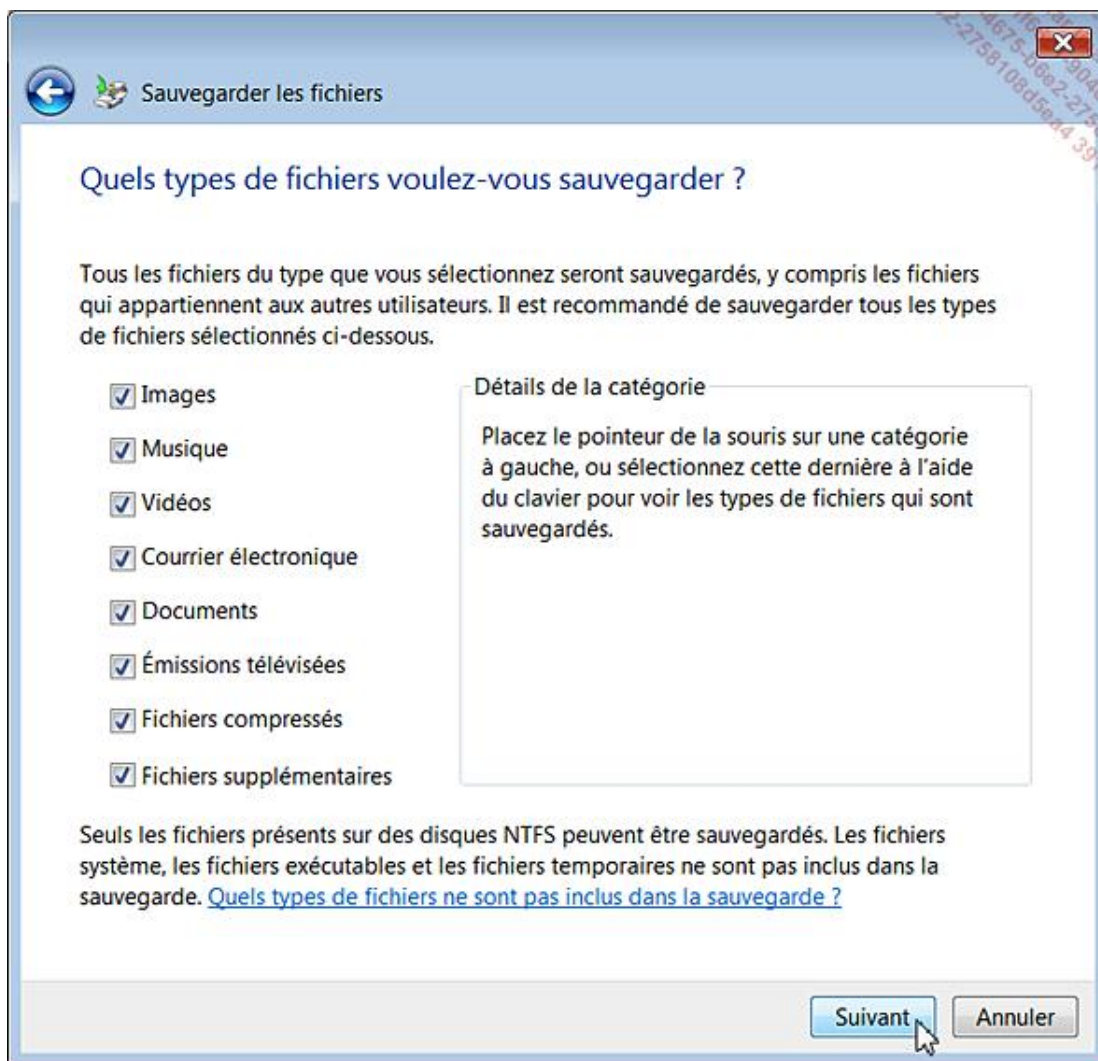 Sauvegarder les fichiers
Quels types de fichiers voulez-vous sauvegarder ?
Tous les fichiers du type que vous sélectionnez seront sauvegardés, y compris les fichiers
qui appartiennent aux autres utilisateurs. Il est recommandé de sauvegarder tous les types
de fichiers sélectionnés ci-dessous.
Images
Musique
Vidéos
Courrier électronique
Documents
Émissions télévisées
Fichiers compressés
Fichiers supplémentaires
Détails de la catégorie
Placez le pointeur de la souris sur une catégorie
à gauche, ou sélectionnez cette dernière à l'aide
du clavier pour voir les types de fichiers qui sont
sauvegardés.
Seuls les fichiers présents sur des disques NTFS peuvent être sauvegardés. Les fichiers
système, les fichiers exécutables et les fichiers temporaires ne sont pas inclus dans la
sauvegarde. Quels types de fichiers ne sont pas inclus dans la sauvegarde ?
Suivant
Annuler